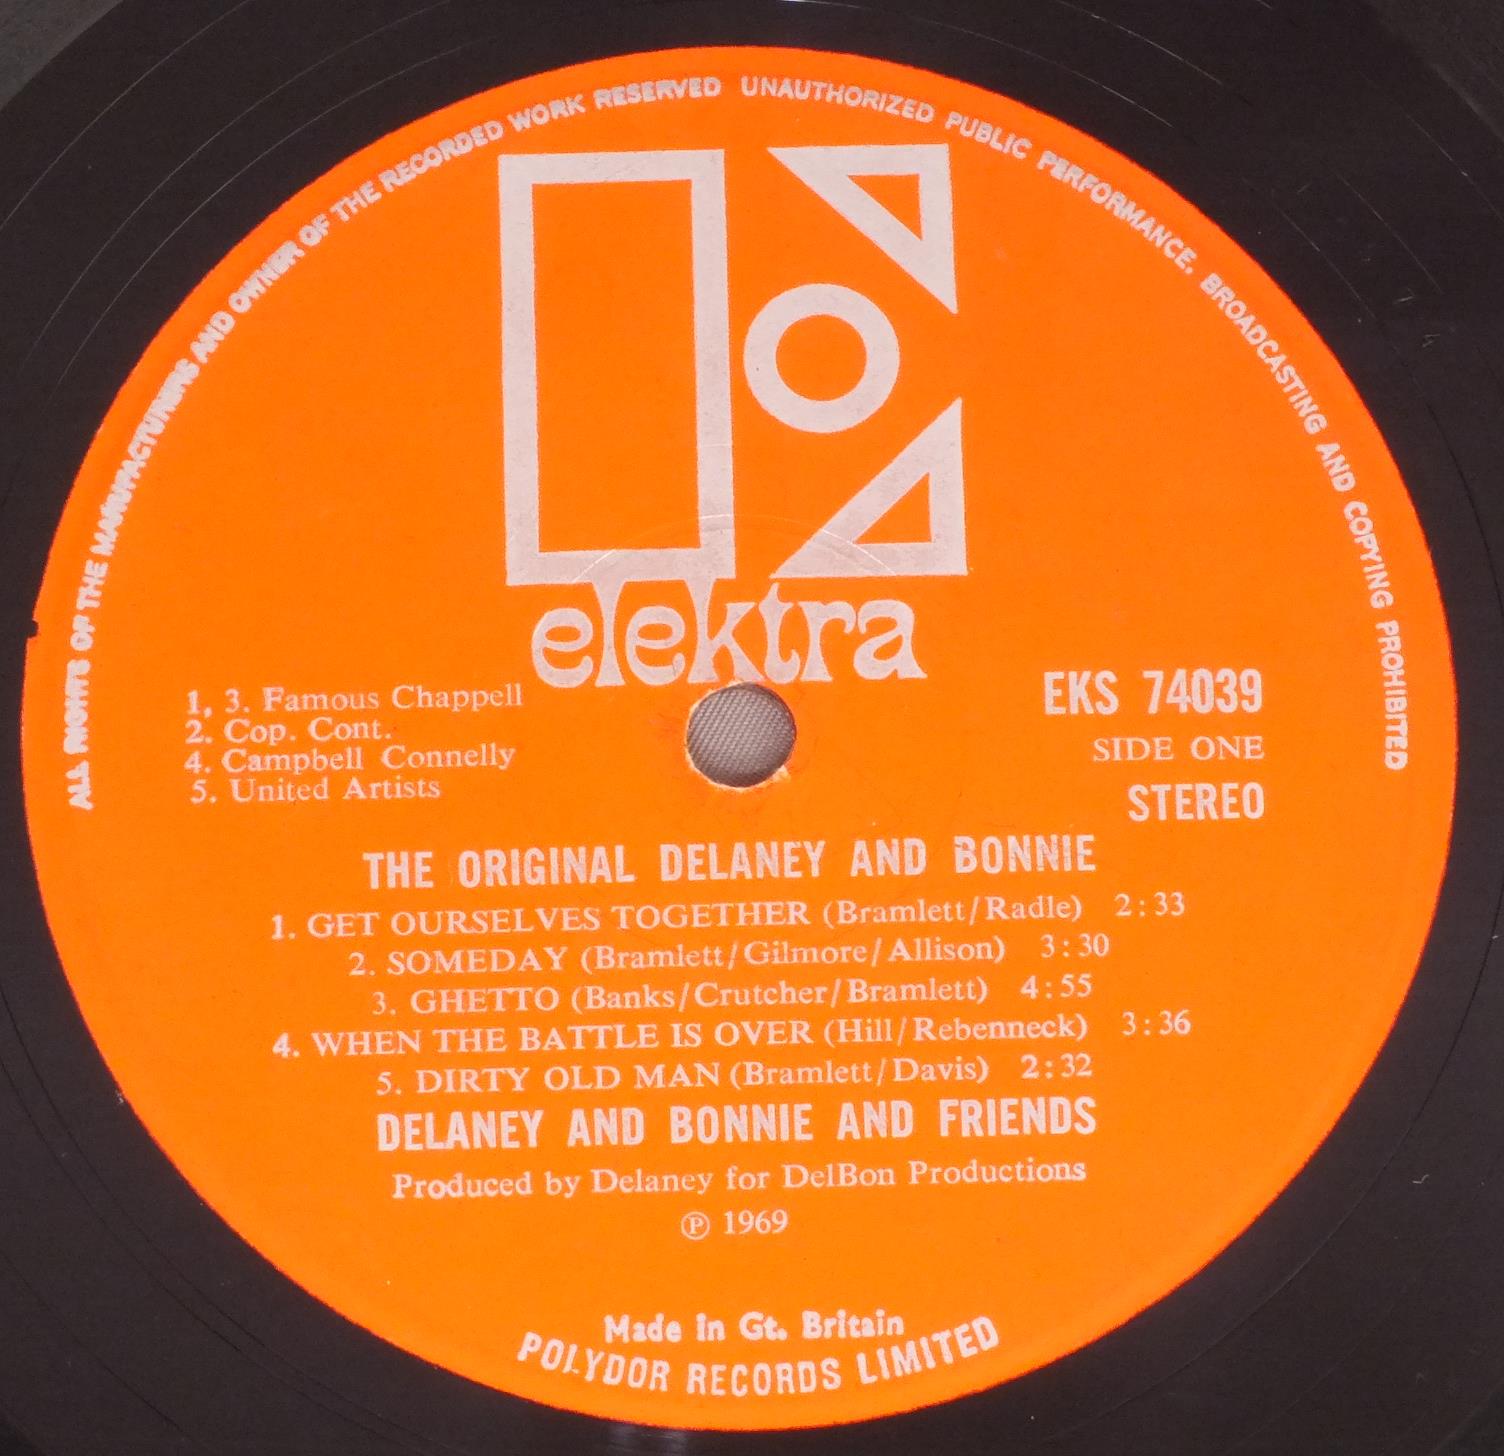 ALL RIGHTS OF THE MANUFACTURERS AND OWNER OF THE RECORDED WORK RESERVED UNAUTHORIZED PUBLIC PERFORMANCE, BROADCASTING AND COPYING PROHIBITED
elektra
1, 3. Famous Chappell
2. Cop. Cont.
4. Campbell Connelly
5. United Artists
EKS 74039
SIDE ONE
STEREO
THE ORIGINAL DELANEY AND BONNIE
1. GET OURSELVES TOGETHER (Bramlett/Radle) 2:33
2. SOMEDAY (Bramlett/Gilmore/Allison) 3:30
3. GHETTO (Banks/Crutcher/Bramlett) 4:55
4. WHEN THE BATTLE IS OVER (Hill/Rebenneck) 3:36
5. DIRTY OLD MAN (Bramlett/Davis) 2:32
DELANEY AND BONNIE AND FRIENDS
Produced by Delaney for DelBon Productions
℗ 1969
Made in Gt. Britain
POLYDOR RECORDS LIMITED